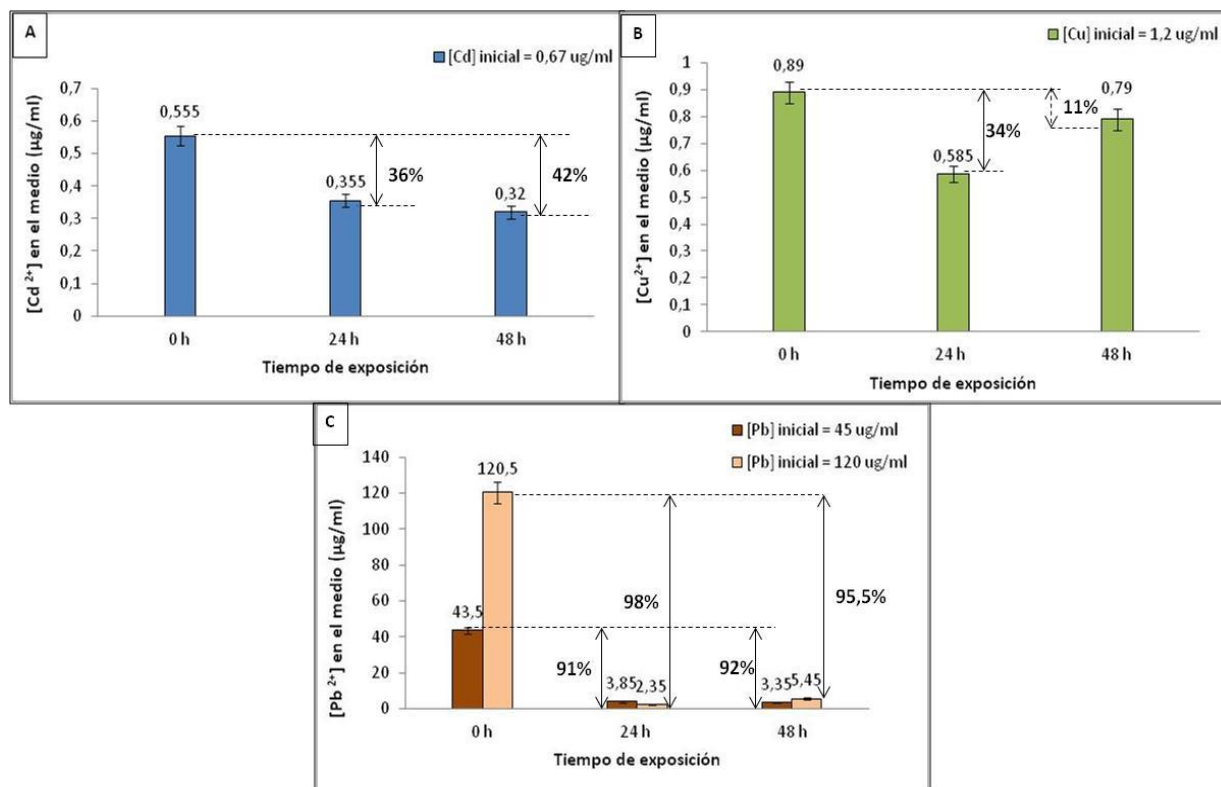 A
[Cd] inicial = 0,67 ug/ml
[Cd 2+] en el medio (µg/ml)
0,7
0,6
0,5
0,4
0,3
0,2
0,1
0
0,555
0,355
0,32
36%
42%
0 h
24 h
48 h
Tiempo de exposición
B
[Cu] inicial = 1,2 ug/ml
[Cu2+] en el medio (µg/ml)
1
0,9
0,8
0,7
0,6
0,5
0,4
0,3
0,2
0,1
0
0,89
0,585
0,79
34%
11%
0 h
24 h
48 h
Tiempo de exposición
C
[Pb] inicial = 45 ug/ml
[Pb] inicial = 120 ug/ml
[Pb 2+] en el medio (µg/ml)
140
120
100
80
60
40
20
0
43,5
120,5
3,85
2,35
3,35
5,45
91%
98%
92%
95,5%
0 h
24 h
48 h
Tiempo de exposición